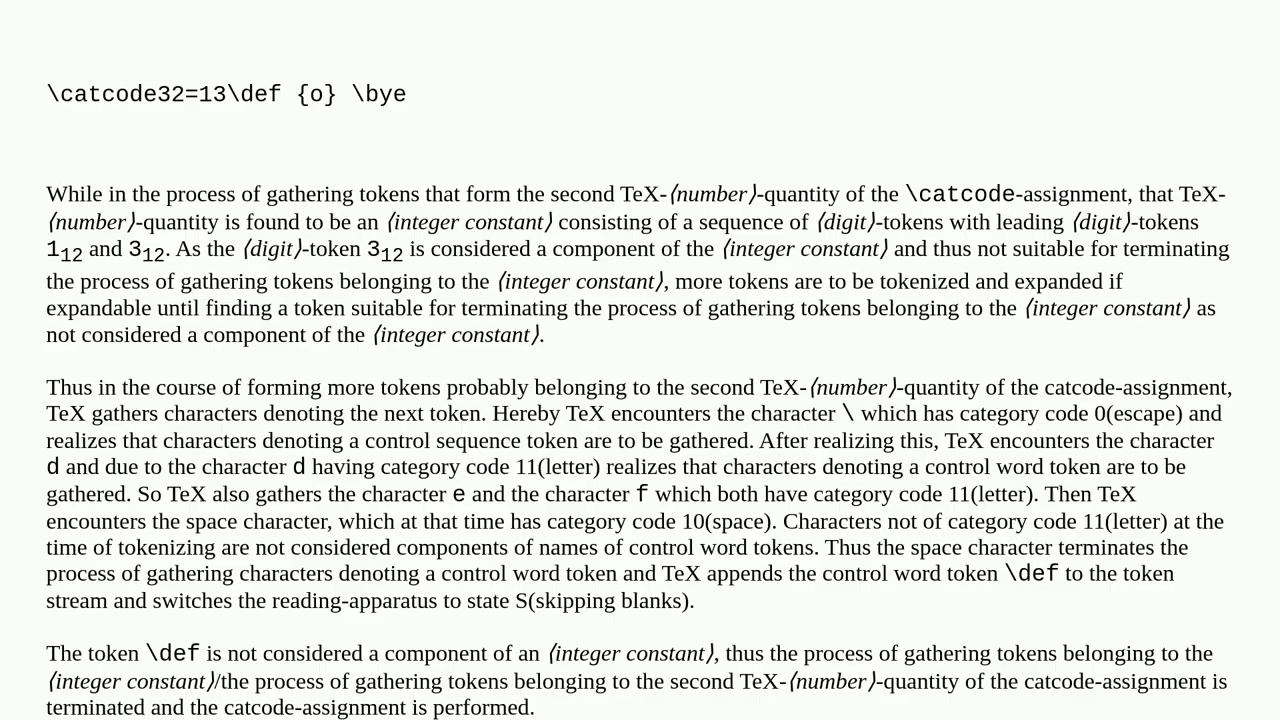 \catcode32=13\def {o} \bye
While in the process of gathering tokens that form the second TeX-⟨number⟩-quantity of the \catcode-assignment, that TeX-
⟨number⟩-quantity is found to be an ⟨integer constant⟩ consisting of a sequence of ⟨digit⟩-tokens with leading ⟨digit⟩-tokens
1₁₂ and 3₁₂. As the ⟨digit⟩-token 3₁₂ is considered a component of the ⟨integer constant⟩ and thus not suitable for terminating
the process of gathering tokens belonging to the ⟨integer constant⟩, more tokens are to be tokenized and expanded if
expandable until finding a token suitable for terminating the process of gathering tokens belonging to the ⟨integer constant⟩ as
not considered a component of the ⟨integer constant⟩.
Thus in the course of forming more tokens probably belonging to the second TeX-⟨number⟩-quantity of the catcode-assignment,
TeX gathers characters denoting the next token. Hereby TeX encounters the character \ which has category code 0(escape) and
realizes that characters denoting a control sequence token are to be gathered. After realizing this, TeX encounters the character
d and due to the character d having category code 11(letter) realizes that characters denoting a control word token are to be
gathered. So TeX also gathers the character e and the character f which both have category code 11(letter). Then TeX
encounters the space character, which at that time has category code 10(space). Characters not of category code 11(letter) at the
time of tokenizing are not considered components of names of control word tokens. Thus the space character terminates the
process of gathering characters denoting a control word token and TeX appends the control word token \def to the token
stream and switches the reading-apparatus to state S(skipping blanks).
The token \def is not considered a component of an ⟨integer constant⟩, thus the process of gathering tokens belonging to the
⟨integer constant⟩/the process of gathering tokens belonging to the second TeX-⟨number⟩-quantity of the catcode-assignment is
terminated and the catcode-assignment is performed.